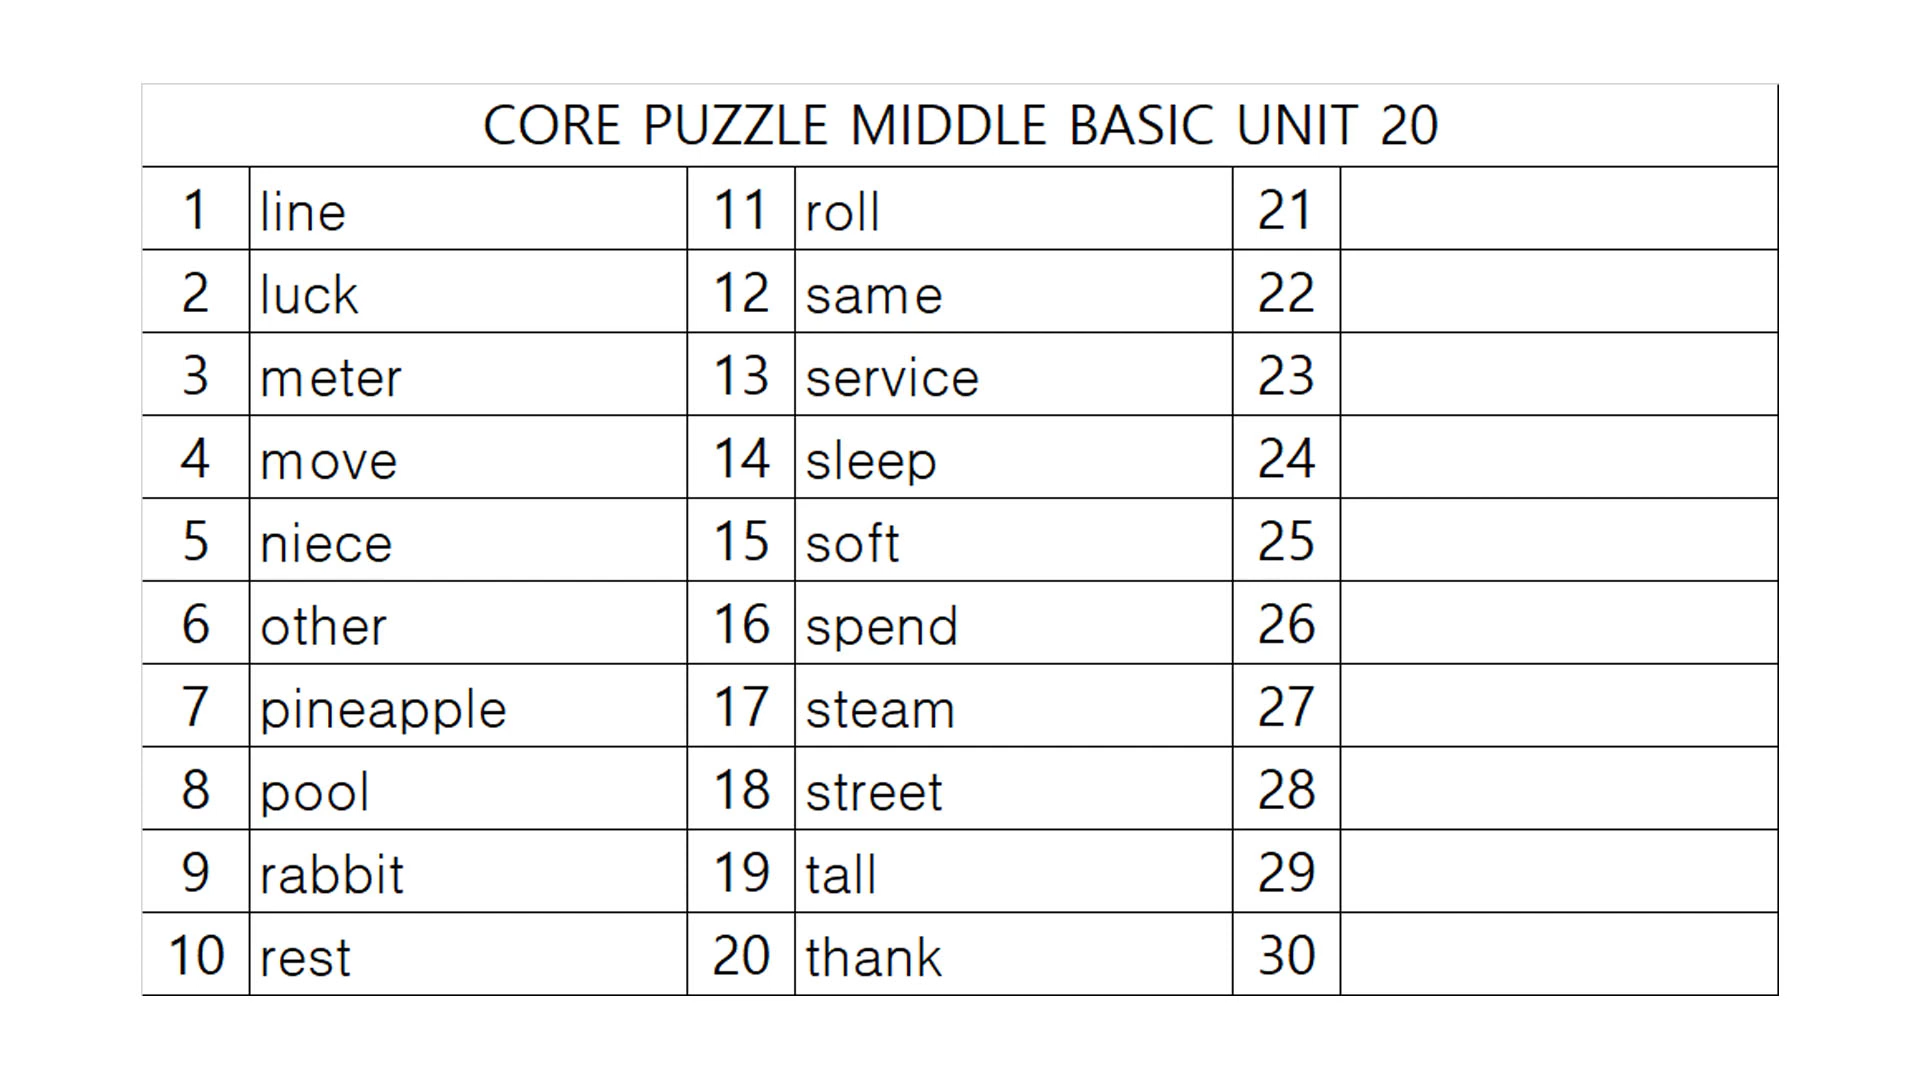 CORE PUZZLE MIDDLE BASIC UNIT 20
1 line 11 roll 21
2 luck 12 same 22
3 meter 13 service 23
4 move 14 sleep 24
5 niece 15 soft 25
6 other 16 spend 26
7 pineapple 17 steam 27
8 pool 18 street 28
9 rabbit 19 tall 29
10 rest 20 thank 30